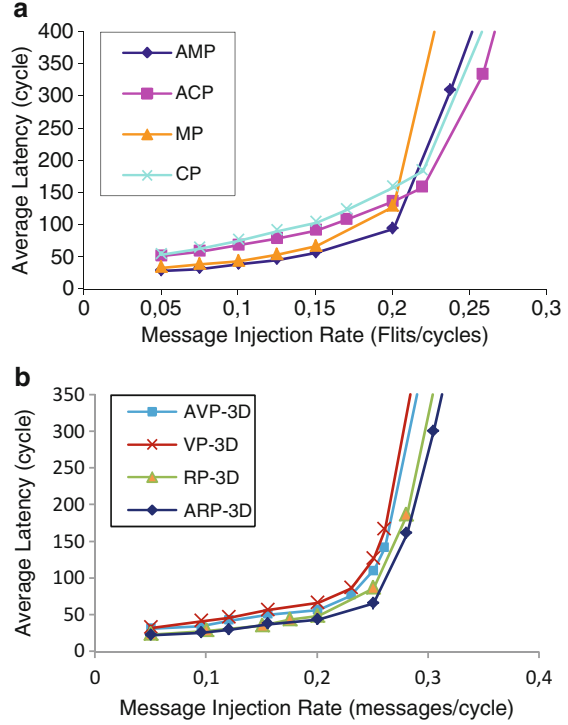 a
400
350
300
250
200
150
100
50
0
Average Latency (cycle)
AMP
ACP
MP
CP
0 0,05 0,1 0,15 0,2 0,25 0,3
Message Injection Rate (Flits/cycles)
b
350
300
250
200
150
100
50
0
Average Latency (cycle)
AVP-3D
VP-3D
RP-3D
ARP-3D
0 0,1 0,2 0,3 0,4
Message Injection Rate (messages/cycle)